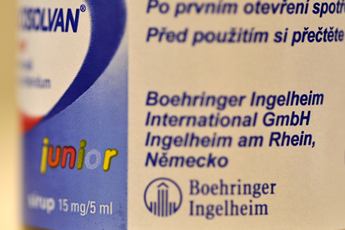 OSOLVAN®
junior
sirup 15 mg/5 ml
Po prvním otevření
Před použitím si přečtěte
Boehringer Ingelheim
International GmbH
Ingelheim am Rhein,
Německo
Boehringer
Ingelheim